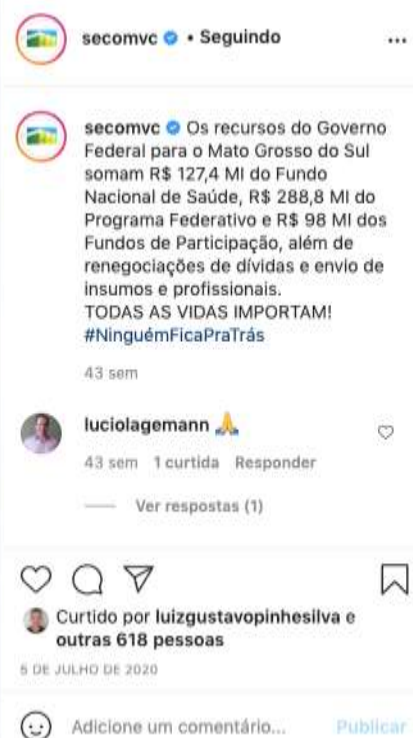 secomvc • Seguindo
secomvc Os recursos do Governo
Federal para o Mato Grosso do Sul
somam R$ 127,4 MI do Fundo
Nacional de Saúde, R$ 288,8 MI do
Programa Federativo e R$ 98 MI dos
Fundos de Participação, além de
renegociações de dívidas e envio de
insumos e profissionais.
TODAS AS VIDAS IMPORTAM!
#NinguémFicaPraTrás
43 sem
luciolagemann 🙏
43 sem 1 curtida Responder
Ver respostas (1)
Curtido por luizgustavopinhesilva e
outras 618 pessoas
5 DE JULHO DE 2020
Adicione um comentário... Publicar